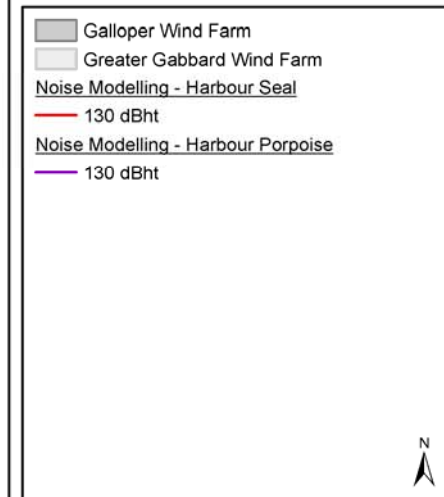 Galloper Wind Farm
Greater Gabbard Wind Farm
Noise Modelling - Harbour Seal
130 dBht
Noise Modelling - Harbour Porpoise
130 dBht
N